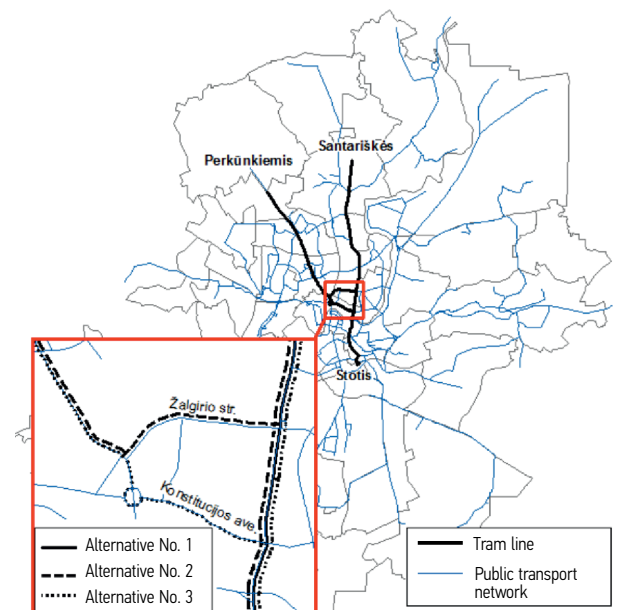 Santariškės
Perkūnkiemis
Stotis
Žalgirio str.
Konstitucijos ave.
Alternative No. 1
Alternative No. 2
Alternative No. 3
Tram line
Public transport
network